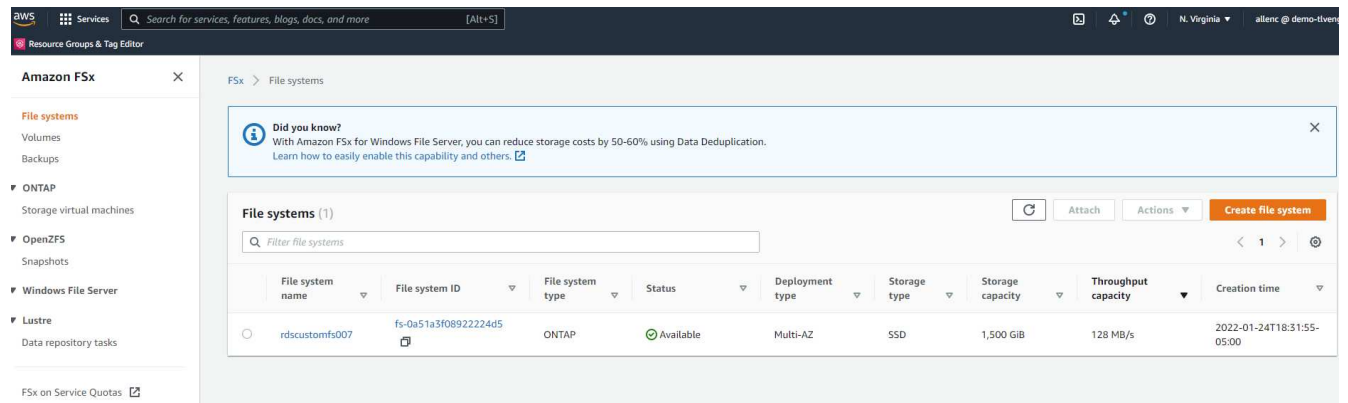 aws Services Search for services, features, blogs, docs, and more [Alt+S] N. Virginia ▼ allenc @ demo-tlveng
Resource Groups & Tag Editor
Amazon FSx
File systems
Volumes
Backups
ONTAP
Storage virtual machines
OpenZFS
Snapshots
Windows File Server
Lustre
Data repository tasks
FSx on Service Quotas
FSx > File systems
Did you know?
With Amazon FSx for Windows File Server, you can reduce storage costs by 50-60% using Data Deduplication.
Learn how to easily enable this capability and others.
File systems (1) Attach Actions ▼ Create file system
Filter file systems < 1 >
File system name File system ID File system type Status Deployment type Storage type Storage capacity Throughput capacity Creation time
rdscustomfs007 fs-0a51a3f08922224d5 ONTAP Available Multi-AZ SSD 1,500 GiB 128 MB/s 2022-01-24T18:31:55-
05:00